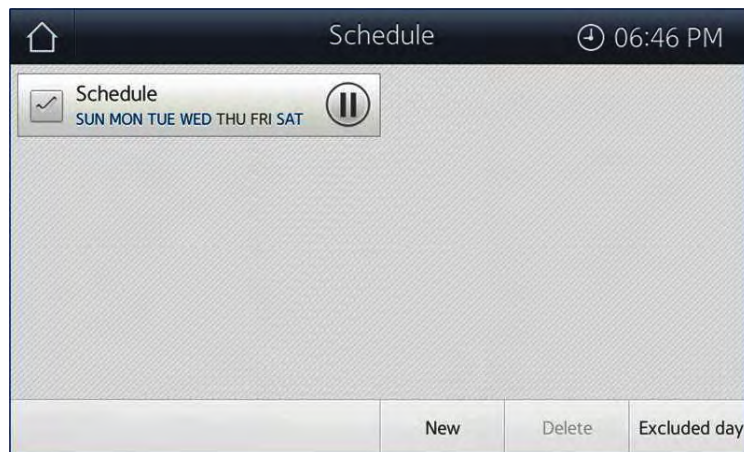 Schedule
06:46 PM
Schedule
SUN MON TUE WED THU FRI SAT
New
Delete
Excluded day